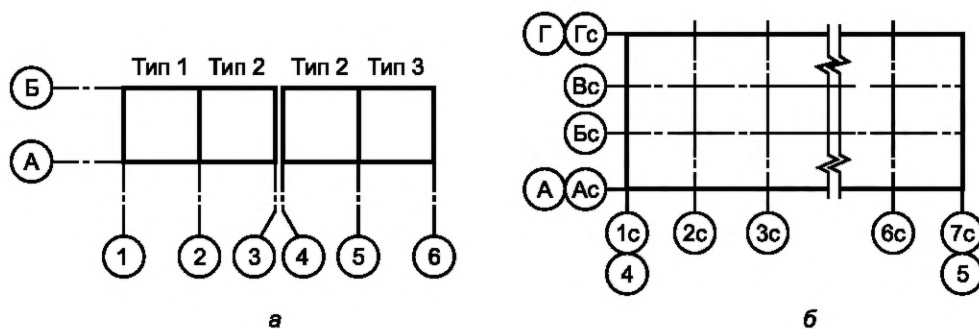 Тип 1 Тип 2 Тип 2 Тип 3
Б
А
1 2 3 4 5 6
а
Г Гс
Вс
Бс
А Ас
1с 2с 3с 6с 7с
4 5
б